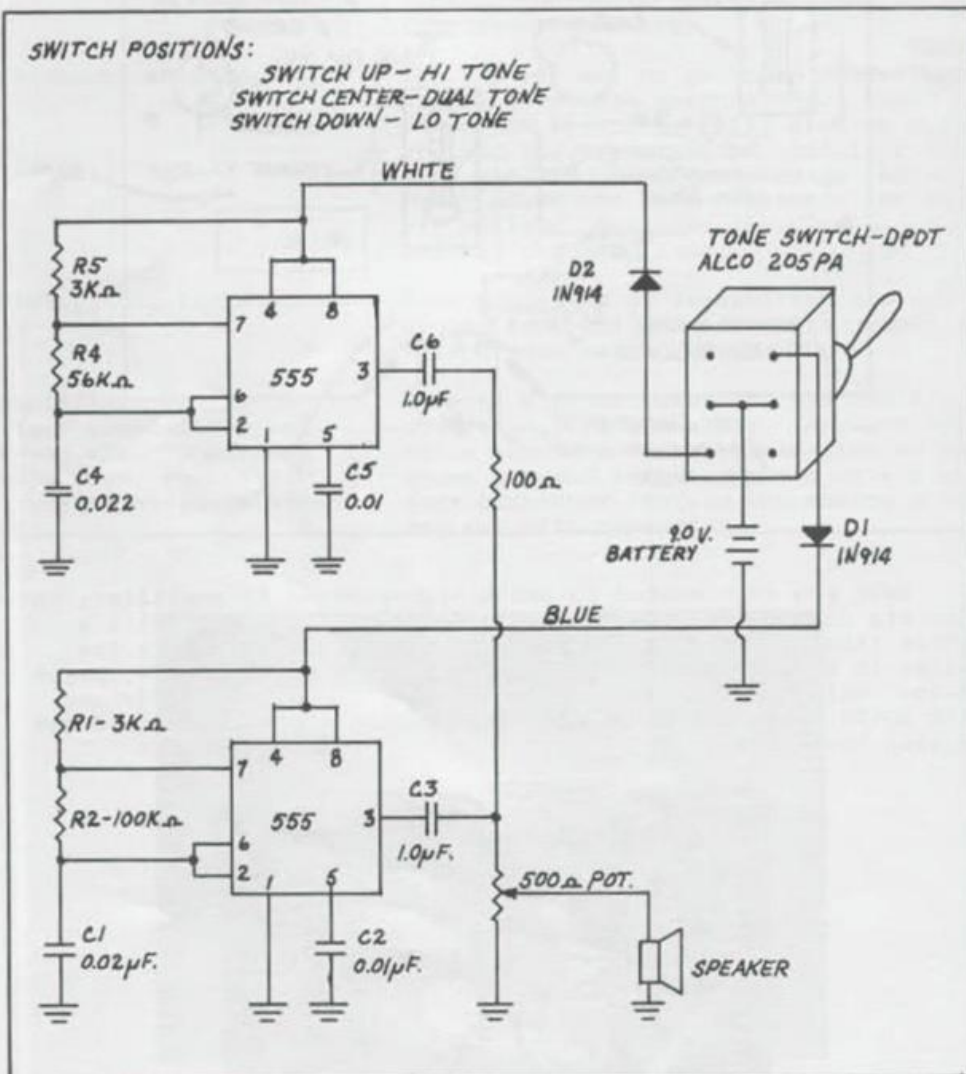 SWITCH POSITIONS:
SWITCH UP - HI TONE
SWITCH CENTER-DUAL TONE
SWITCH DOWN - LO TONE
WHITE
TONE SWITCH-DPDT
ALCO 205PA
D2
1N914
R5
3KΩ
4
8
7
R4
56KΩ
555
3
C6
1.0µF.
6
2
1
5
C4
0.022
C5
0.01
100Ω
9.0V.
BATTERY
D1
1N914
BLUE
R1-3KΩ
4
8
7
R2-100KΩ
555
3
C3
1.0µF.
6
2
1
5
500Ω POT.
C1
0.02µF.
C2
0.01µF.
SPEAKER